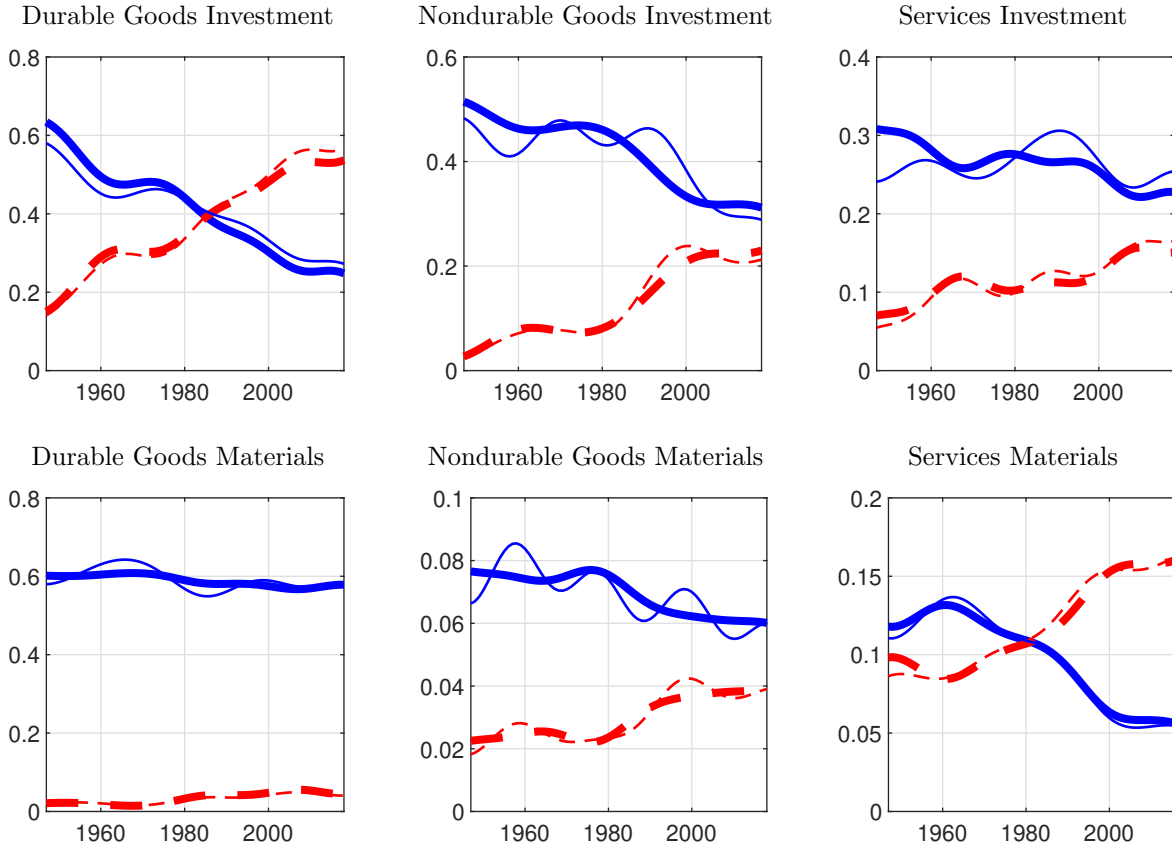 Durable Goods Investment
0.8
0.6
0.4
0.2
0
1960 1980 2000
Nondurable Goods Investment
0.6
0.4
0.2
0
1960 1980 2000
Services Investment
0.4
0.3
0.2
0.1
0
1960 1980 2000
Durable Goods Materials
0.8
0.6
0.4
0.2
0
1960 1980 2000
Nondurable Goods Materials
0.1
0.08
0.06
0.04
0.02
0
1960 1980 2000
Services Materials
0.2
0.15
0.1
0.05
0
1960 1980 2000